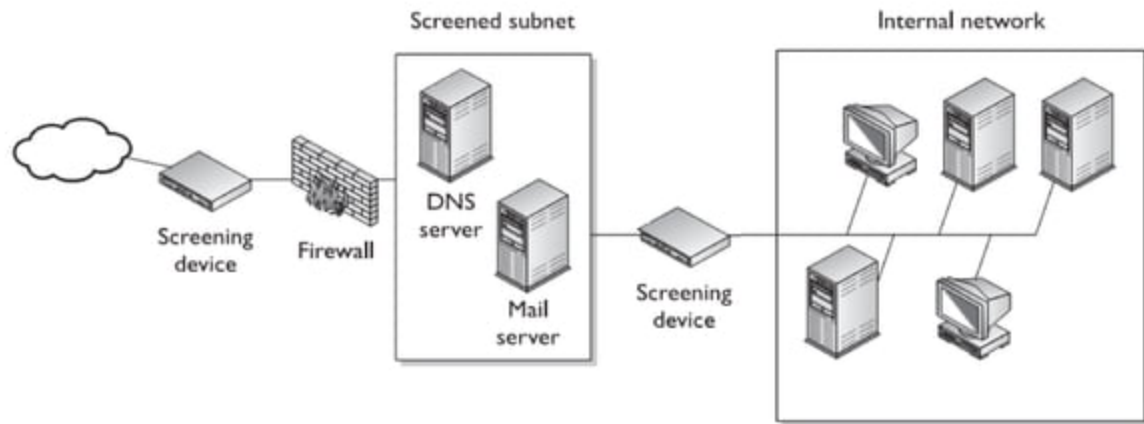 Screened subnet
Internal network
Screening
device
Firewall
DNS
server
Mail
server
Screening
device